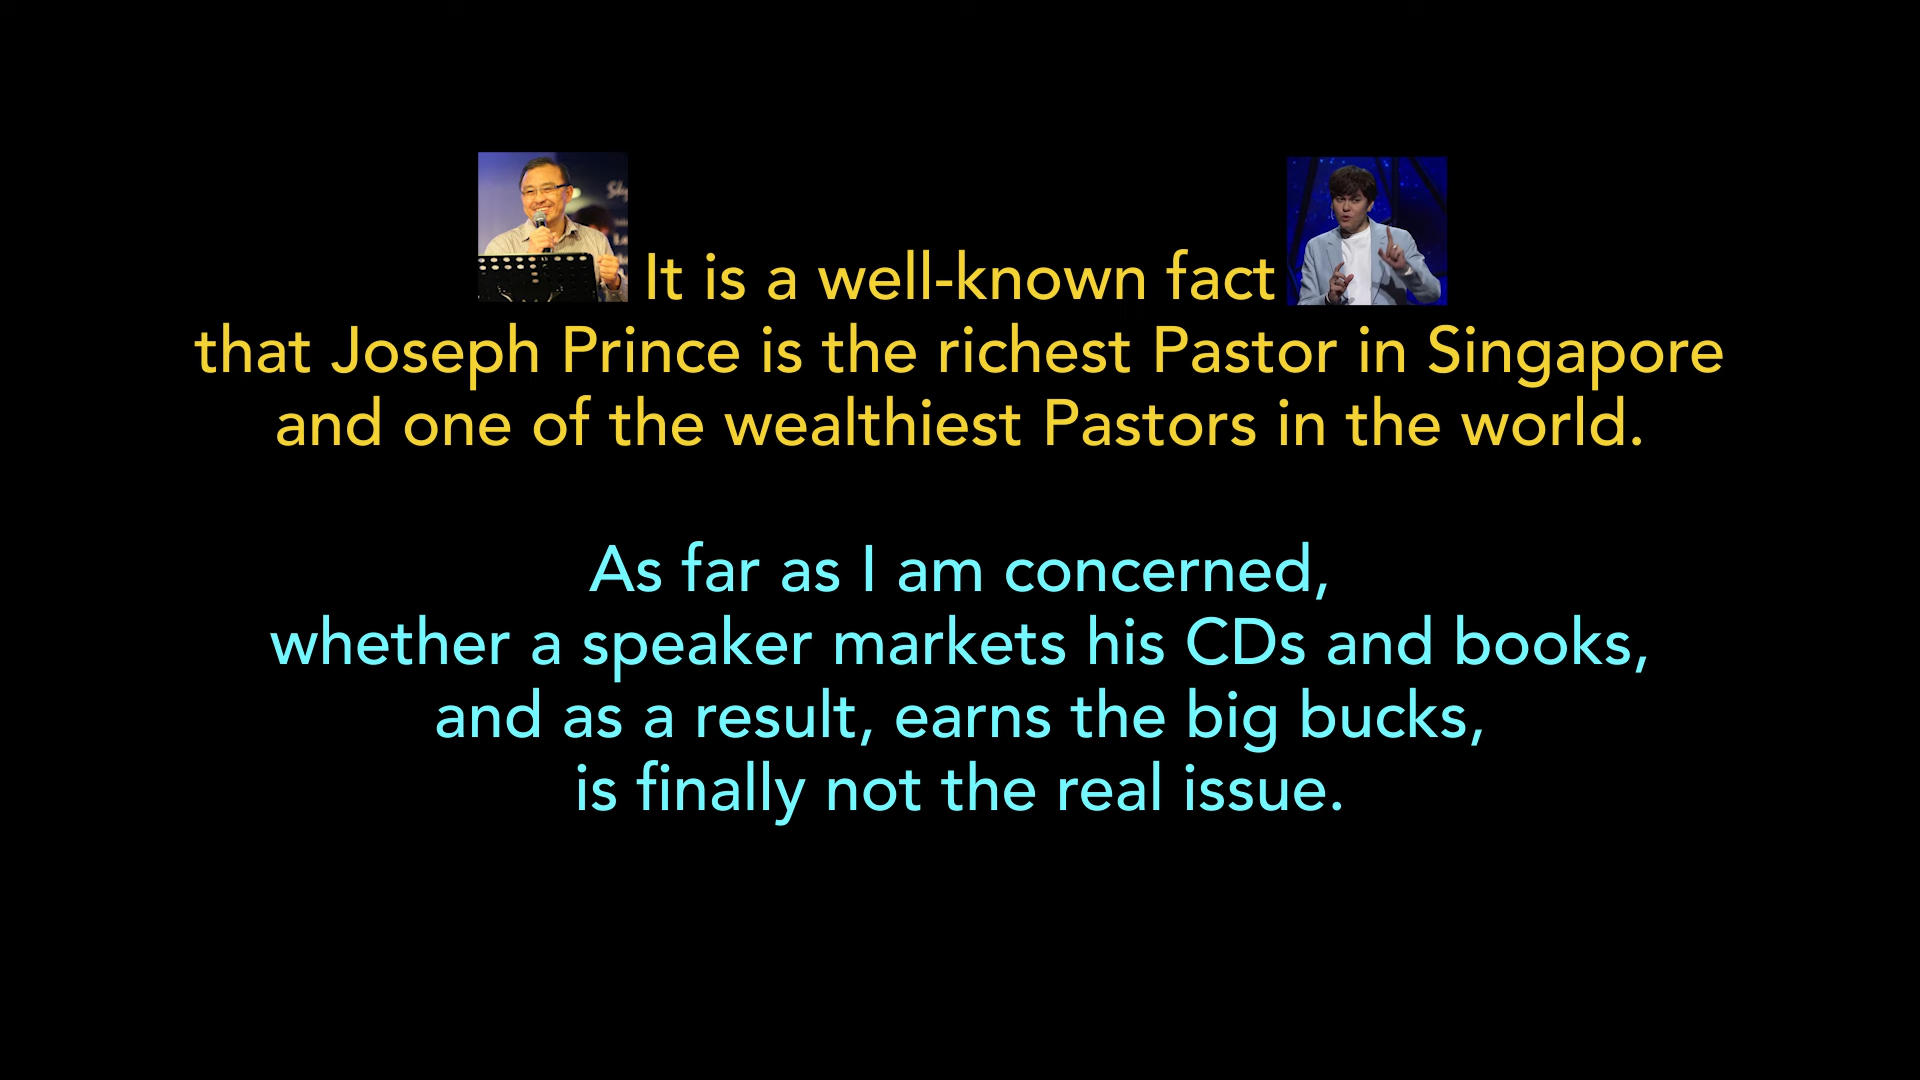 It is a well-known fact
that Joseph Prince is the richest Pastor in Singapore
and one of the wealthiest Pastors in the world.
As far as I am concerned,
whether a speaker markets his CDs and books,
and as a result, earns the big bucks,
is finally not the real issue.